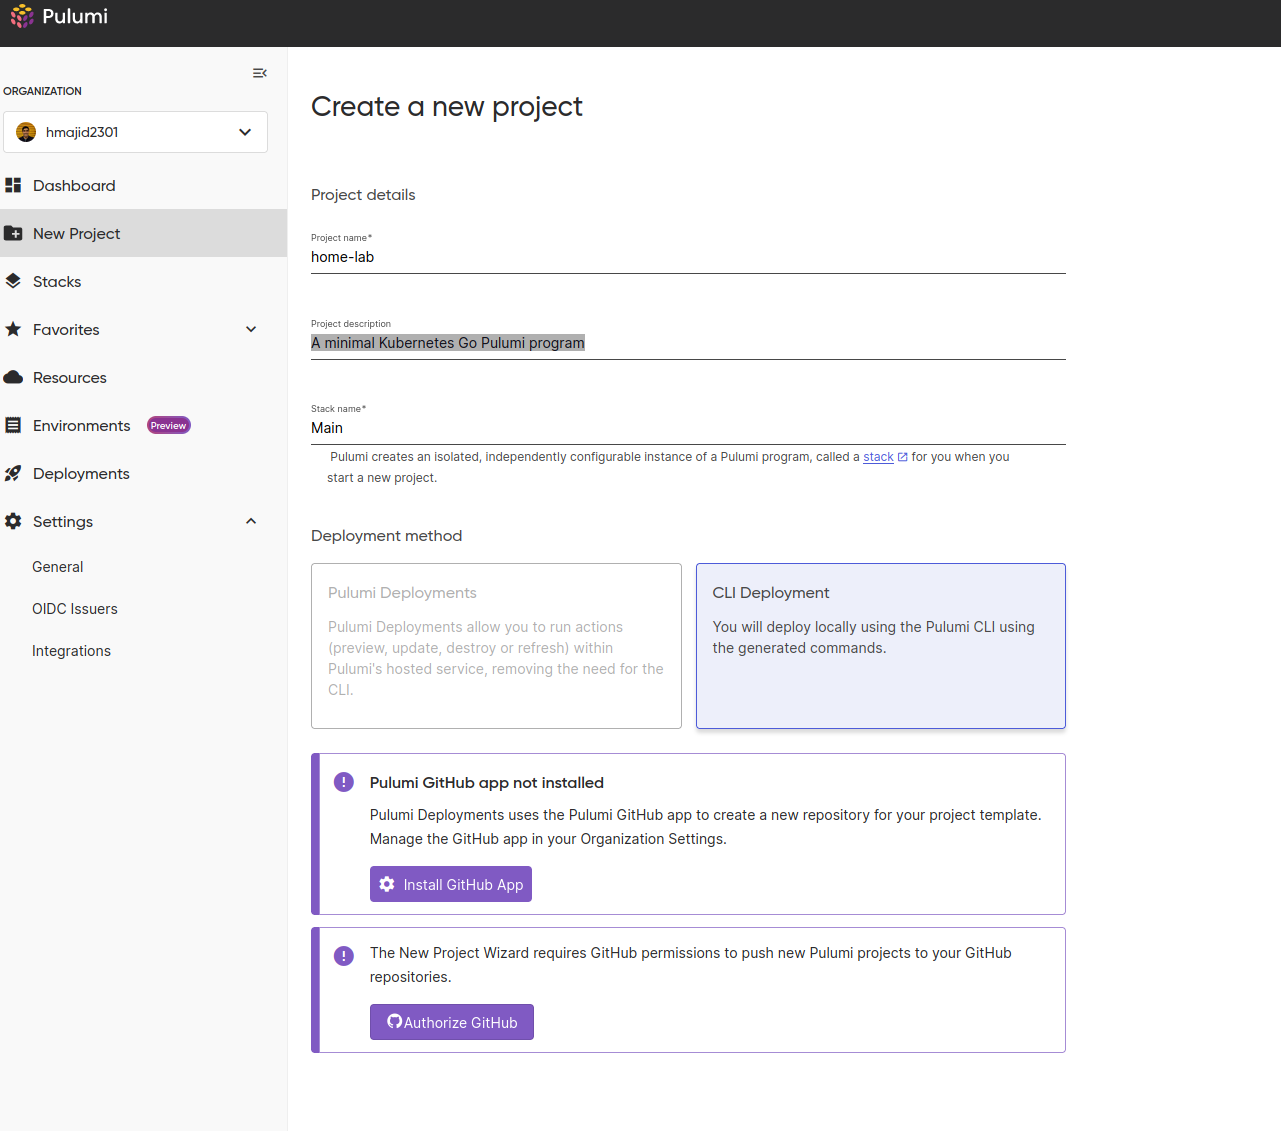 Pulumi
ORGANIZATION
hmajid2301
Dashboard
New Project
Stacks
Favorites
Resources
Environments Preview
Deployments
Settings
General
OIDC Issuers
Integrations
Create a new project
Project details
Project name*
home-lab
Project description
A minimal Kubernetes Go Pulumi program
Stack name*
Main
Pulumi creates an isolated, independently configurable instance of a Pulumi program, called a stack for you when you
start a new project.
Deployment method
Pulumi Deployments
Pulumi Deployments allow you to run actions
(preview, update, destroy or refresh) within
Pulumi's hosted service, removing the need for the
CLI.
CLI Deployment
You will deploy locally using the Pulumi CLI using
the generated commands.
Pulumi GitHub app not installed
Pulumi Deployments uses the Pulumi GitHub app to create a new repository for your project template.
Manage the GitHub app in your Organization Settings.
Install GitHub App
The New Project Wizard requires GitHub permissions to push new Pulumi projects to your GitHub
repositories.
Authorize GitHub